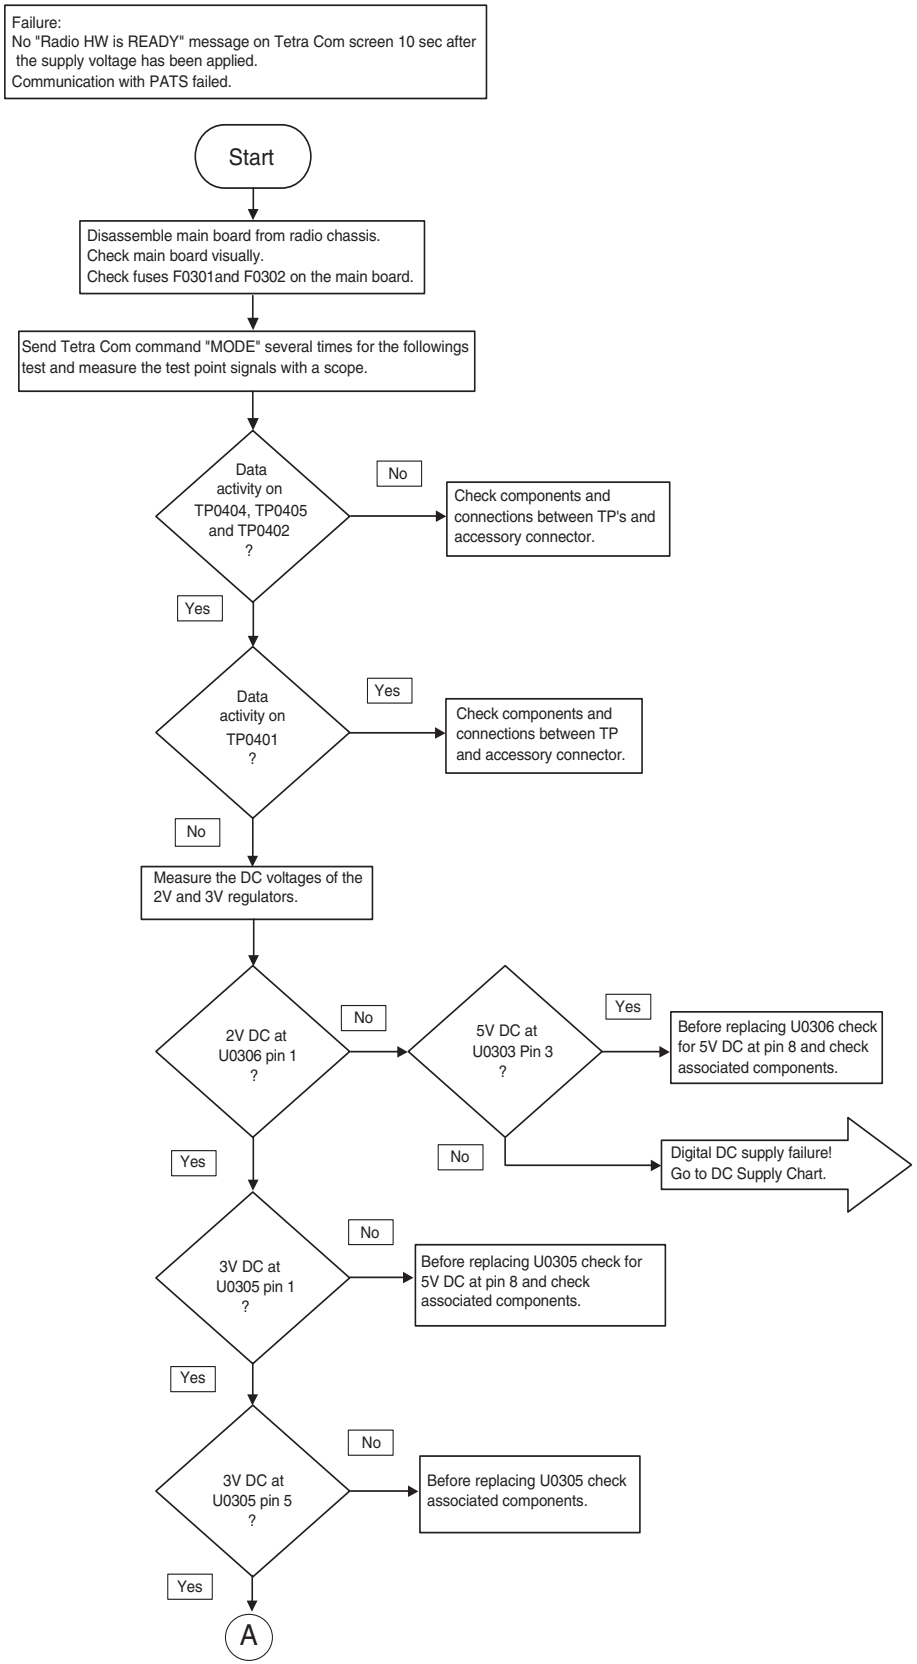 Failure:
No "Radio HW is READY" message on Tetra Com screen 10 sec after
the supply voltage has been applied.
Communication with PATS failed.
Start
Disassemble main board from radio chassis.
Check main board visually.
Check fuses F0301and F0302 on the main board.
Send Tetra Com command "MODE" several times for the followings
test and measure the test point signals with a scope.
Data
activity on
TP0404, TP0405
and TP0402
?
No
Check components and
connections between TP's and
accessory connector.
Yes
Data
activity on
TP0401
?
Yes
Check components and
connections between TP
and accessory connector.
No
Measure the DC voltages of the
2V and 3V regulators.
2V DC at
U0306 pin 1
?
No
5V DC at
U0303 Pin 3
?
Yes
Before replacing U0306 check
for 5V DC at pin 8 and check
associated components.
No
Digital DC supply failure!
Go to DC Supply Chart.
Yes
3V DC at
U0305 pin 1
?
No
Before replacing U0305 check for
5V DC at pin 8 and check
associated components.
Yes
3V DC at
U0305 pin 5
?
No
Before replacing U0305 check
associated components.
Yes
A